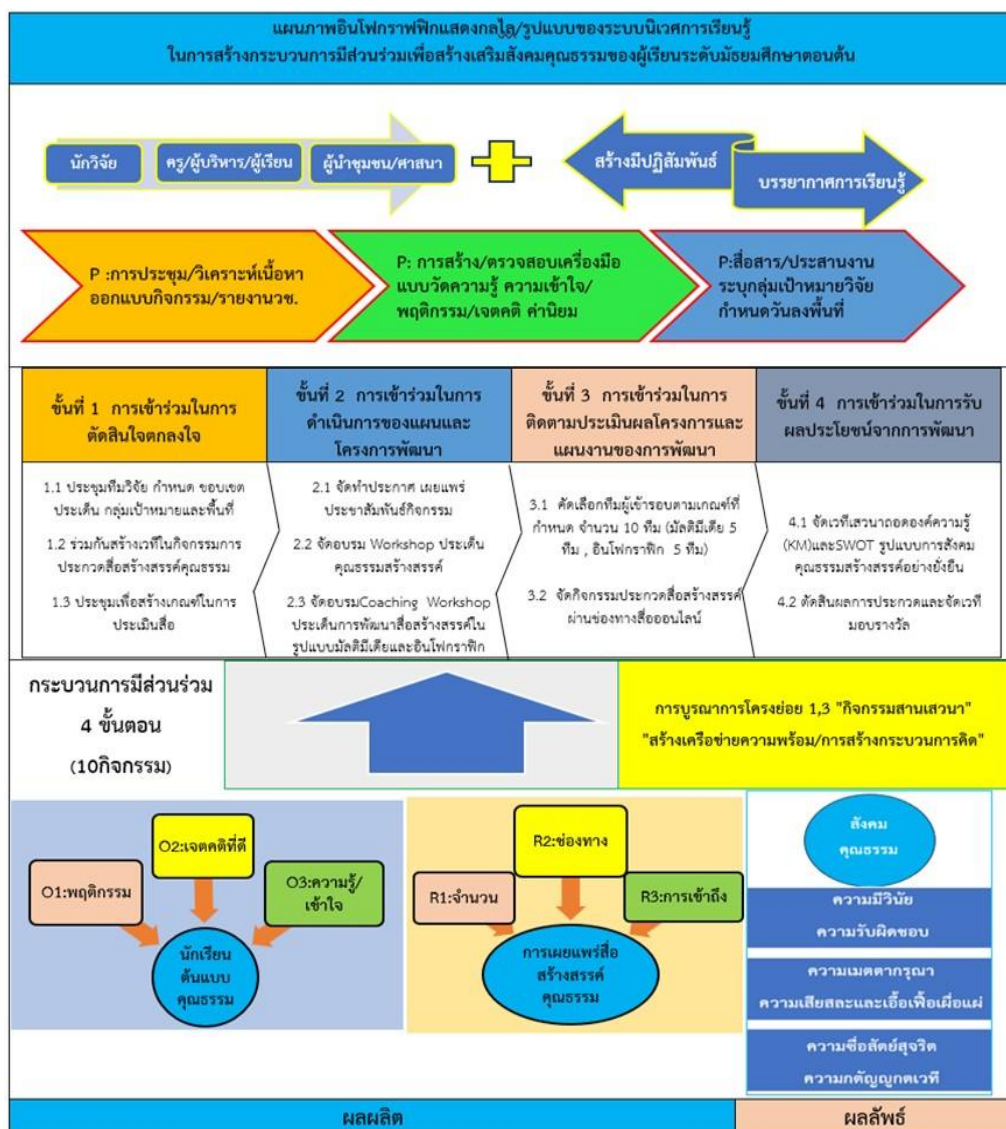 แผนภาพอินโฟกราฟฟิกแสดงกลไก/รูปแบบของระบบนิเวศการเรียนรู้
ในการสร้างกระบวนการมีส่วนร่วมเพื่อสร้างเสริมสังคมคุณธรรมของผู้เรียนระดับมัธยมศึกษาตอนต้น
นักวิจัย
ครู/ผู้บริหาร/ผู้เรียน
ผู้นำชุมชน/ศาสนา
สร้างมีปฏิสัมพันธ์
บรรยากาศการเรียนรู้
P :การประชุม/วิเคราะห์เนื้อหา
ออกแบบกิจกรรม/รายงานวช.
P: การสร้าง/ตรวจสอบเครื่องมือ
แบบวัดความรู้ ความเข้าใจ/
พฤติกรรม/เจตคติ ค่านิยม
P:สื่อสาร/ประสานงาน
ระบุกลุ่มเป้าหมายวิจัย
กำหนดวันลงพื้นที่
ขั้นที่ 1 การเข้าร่วมในการ
ตัดสินใจตกลงใจ
ขั้นที่ 2 การเข้าร่วมในการ
ดำเนินการของแผนและ
โครงการพัฒนา
ขั้นที่ 3 การเข้าร่วมในการ
ติดตามประเมินผลโครงการและ
แผนงานของการพัฒนา
ขั้นที่ 4 การเข้าร่วมในการรับ
ผลประโยชน์จากการพัฒนา
1.1 ประชุมทีมวิจัย กำหนด ขอบเขต
ประเด็น กลุ่มเป้าหมายและพื้นที่
1.2 ร่วมกันสร้างเวทีในกิจกรรมการ
ประกวดสื่อสร้างสรรค์คุณธรรม
1.3 ประชุมเพื่อสร้างเกณฑ์ในการ
ประเมินสื่อ
2.1 จัดทำประกาศ เผยแพร่
ประชาสัมพันธ์กิจกรรม
2.2 จัดอบรม Workshop ประเด็น
คุณธรรมสร้างสรรค์
2.3 จัดอบรมCoaching Workshop
ประเด็นการพัฒนาสื่อสร้างสรรค์ใน
รูปแบบมัลติมีเดียและอินโฟกราฟิก
3.1 คัดเลือกทีมผู้เข้ารอบตามเกณฑ์ที่
กำหนด จำนวน 10 ทีม (มัลติมีเดีย 5
ทีม , อินโฟกราฟิก 5 ทีม)
3.2 จัดกิจกรรมประกวดสื่อสร้างสรรค์
ผ่านช่องทางสื่อออนไลน์
4.1 จัดเวทีเสวนาถอดองค์ความรู้
(KM)และSWOT รูปแบบการสังคม
คุณธรรมสร้างสรรค์อย่างยั่งยืน
4.2 ตัดสินผลการประกวดและจัดเวที
มอบรางวัล
กระบวนการมีส่วนร่วม
4 ขั้นตอน
(10กิจกรรม)
การบูรณาการโครงย่อย 1,3 "กิจกรรมสานเสวนา"
"สร้างเครือข่ายความพร้อม/การสร้างกระบวนการคิด"
O1:พฤติกรรม
O2:เจตคติที่ดี
O3:ความรู้/
เข้าใจ
นักเรียน
ต้นแบบ
คุณธรรม
R1:จำนวน
R2:ช่องทาง
R3:การเข้าถึง
การเผยแพร่สื่อ
สร้างสรรค์
คุณธรรม
สังคม
คุณธรรม
ความมีวินัย
ความรับผิดชอบ
ความเมตตากรุณา
ความเสียสละและเอื้อเฟื้อเผื่อแผ่
ความซื่อสัตย์สุจริต
ความกตัญญูกตเวที
ผลผลิต
ผลลัพธ์